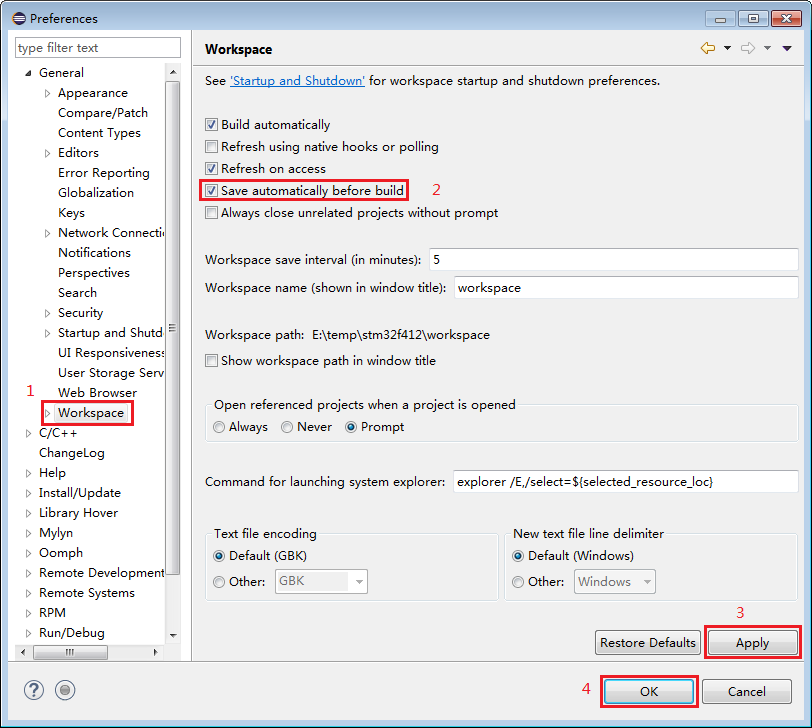 Preferences
type filter text
General
Appearance
Compare/Patch
Content Types
Editors
Error Reporting
Globalization
Keys
Network Connecti
Notifications
Perspectives
Search
Security
Startup and Shutd
UI Responsiveness
User Storage Serv
Web Browser
1
Workspace
C/C++
ChangeLog
Help
Install/Update
Library Hover
Mylyn
Oomph
Remote Development
Remote Systems
RPM
Run/Debug
Workspace
See 'Startup and Shutdown' for workspace startup and shutdown preferences.
Build automatically
Refresh using native hooks or polling
Refresh on access
Save automatically before build 2
Always close unrelated projects without prompt
Workspace save interval (in minutes): 5
Workspace name (shown in window title): workspace
Workspace path: E:\temp\stm32f412\workspace
Show workspace path in window title
Open referenced projects when a project is opened
Always Never Prompt
Command for launching system explorer: explorer /E,/select=${selected_resource_loc}
Text file encoding
Default (GBK)
Other: GBK
New text file line delimiter
Default (Windows)
Other: Windows
3
Restore Defaults Apply
4 OK Cancel